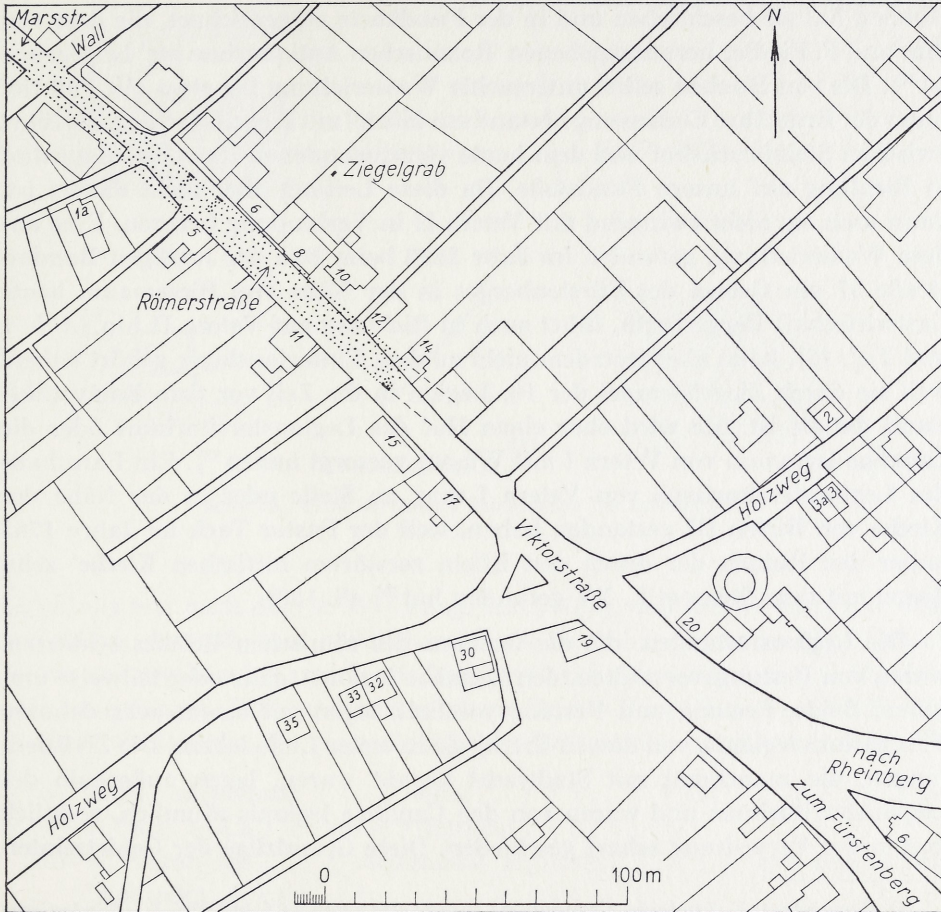 Marsstr.
Wall
N
Ziegelgrab
1a
6
5
8
10
Römerstraße
12
11
14
2
15
Holzweg
3
3a
17
Viktorstraße
20
19
30
32
33
35
nach
Rheinberg
Holzweg
zum Fürstenberg
6
0
100 m